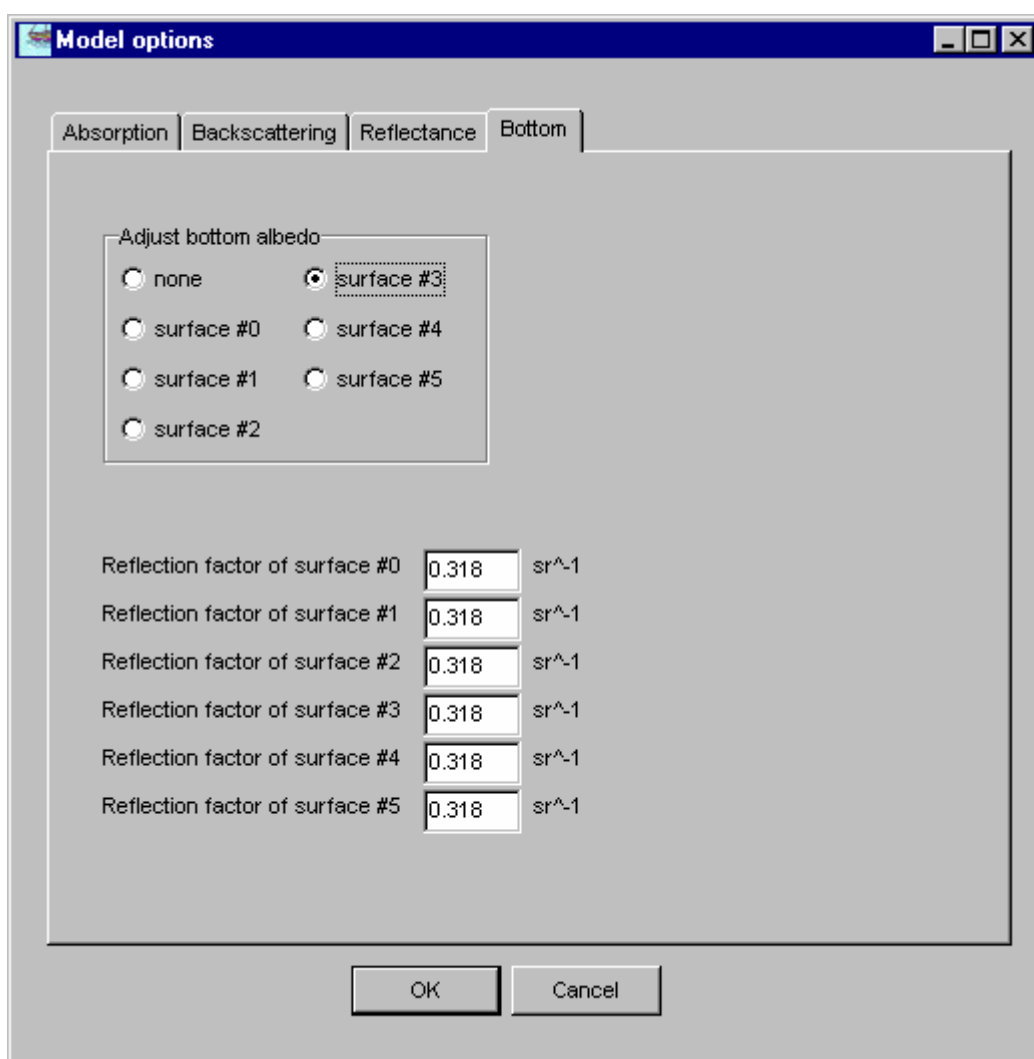 Model options
Absorption Backscattering Reflectance Bottom
Adjust bottom albedo
none surface #3
surface #0 surface #4
surface #1 surface #5
surface #2
Reflection factor of surface #0 0.318 sr^-1
Reflection factor of surface #1 0.318 sr^-1
Reflection factor of surface #2 0.318 sr^-1
Reflection factor of surface #3 0.318 sr^-1
Reflection factor of surface #4 0.318 sr^-1
Reflection factor of surface #5 0.318 sr^-1
OK Cancel